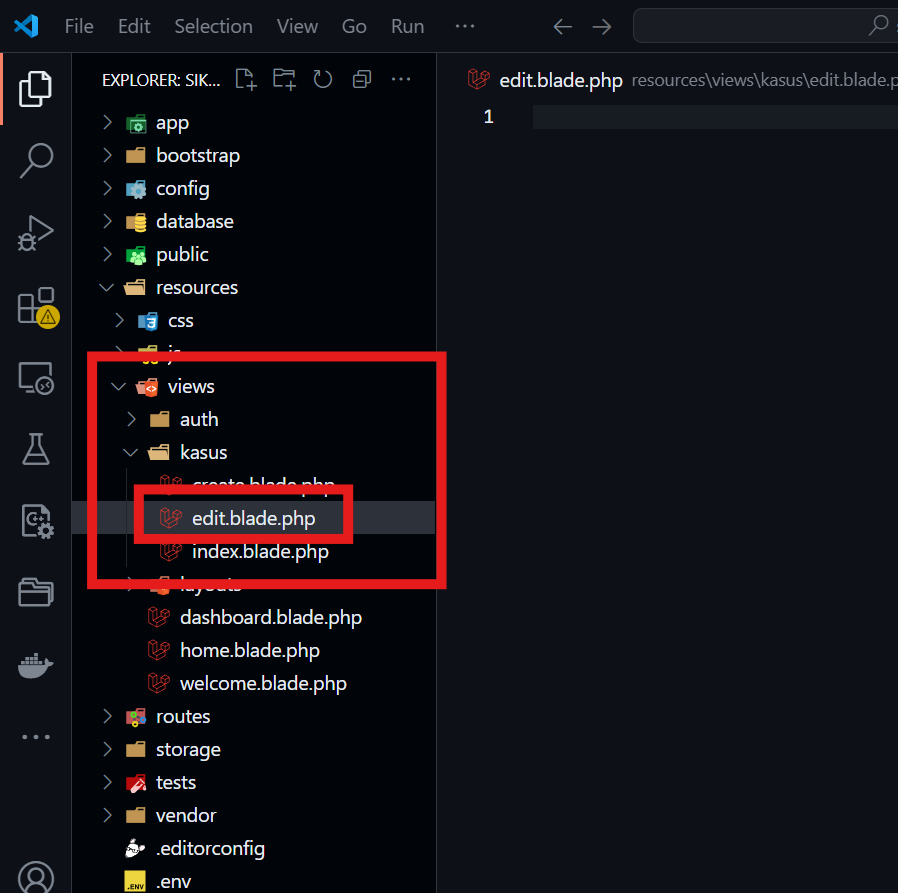 File Edit Selection View Go Run ···
EXPLORER: SIK... ···
edit.blade.php resources\views\kasus\edit.blade.p
1
app
bootstrap
config
database
public
resources
css
js
views
auth
kasus
create.blade.php
edit.blade.php
index.blade.php
layouts
dashboard.blade.php
home.blade.php
welcome.blade.php
routes
storage
tests
vendor
.editorconfig
.env